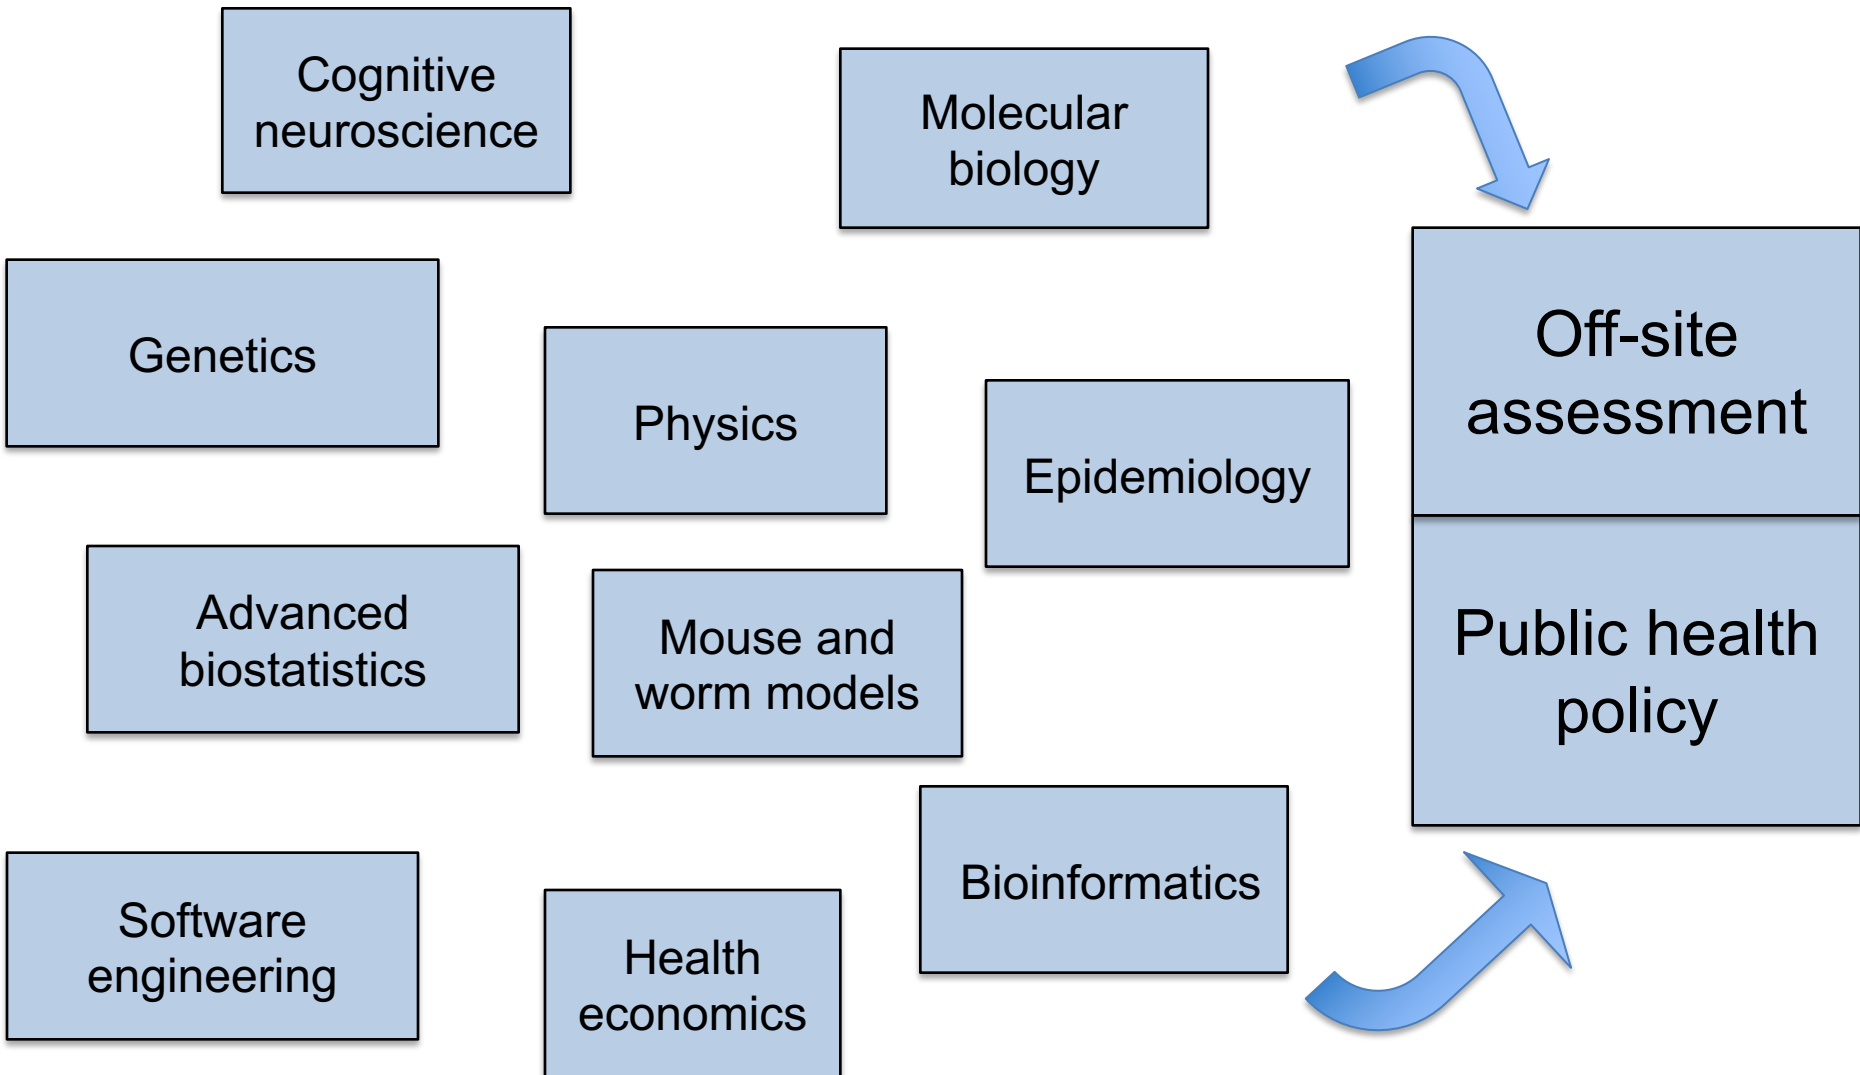 Cognitive
neuroscience
Molecular
biology
Genetics
Physics
Epidemiology
Advanced
biostatistics
Mouse and
worm models
Software
engineering
Health
economics
Bioinformatics
Off-site
assessment
Public health
policy